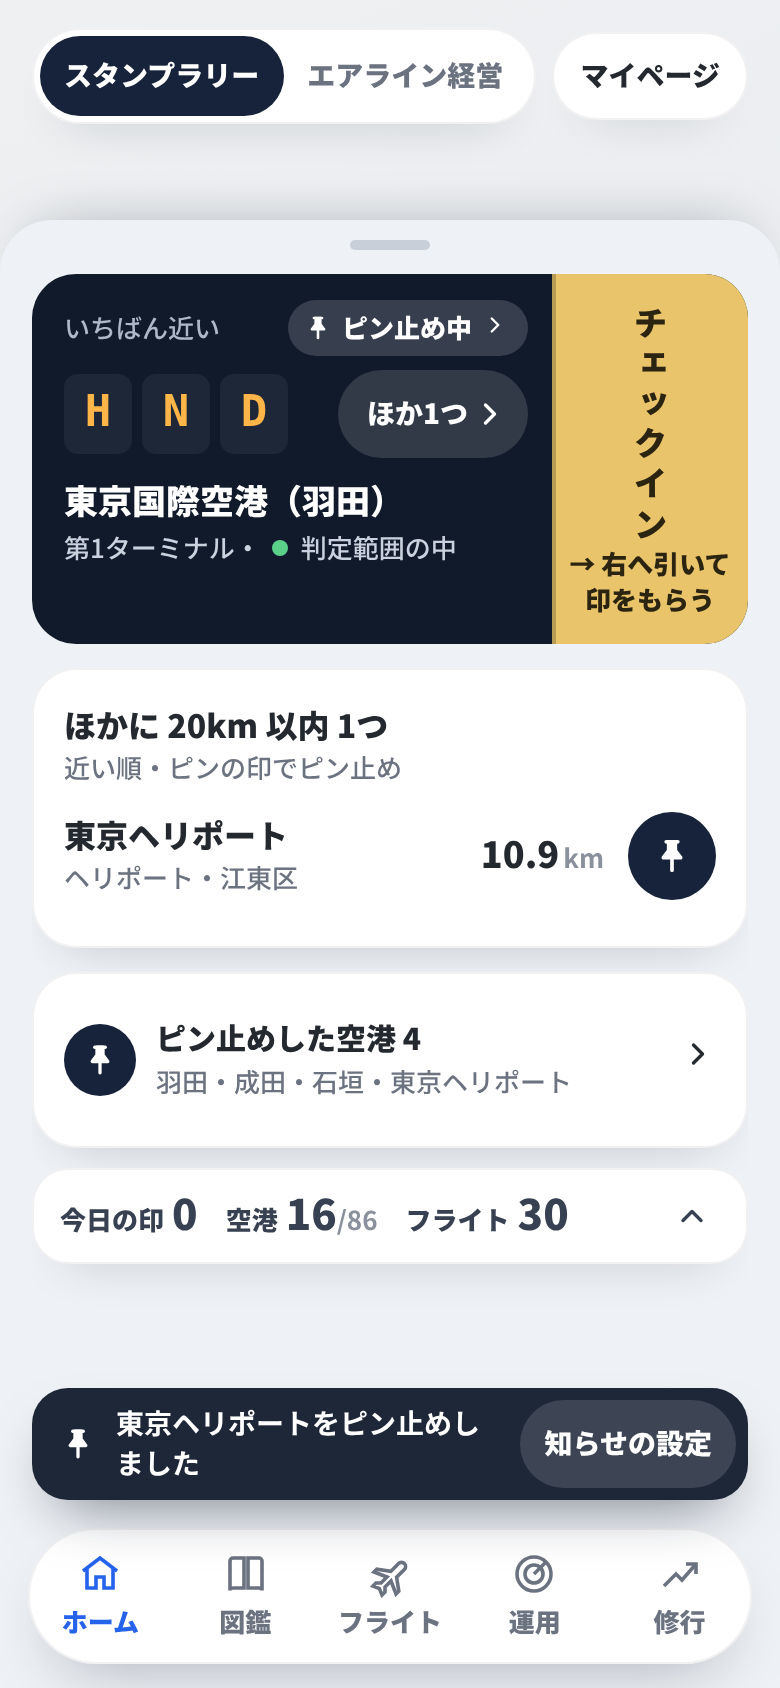 スタンプラリー エアライン経営 マイページ
いちばん近い ピン止め中
H N D ほか1つ
東京国際空港（羽田）
第1ターミナル・ 判定範囲の中
チェックイン
→ 右へ引いて
印をもらう
ほかに 20km 以内 1つ
近い順・ピンの印でピン止め
東京ヘリポート
ヘリポート・江東区
10.9 km
ピン止めした空港 4
羽田・成田・石垣・東京ヘリポート
今日の印 0 空港 16/86 フライト 30
東京ヘリポートをピン止めし
ました
知らせの設定
ホーム 図鑑 フライト 運用 修行